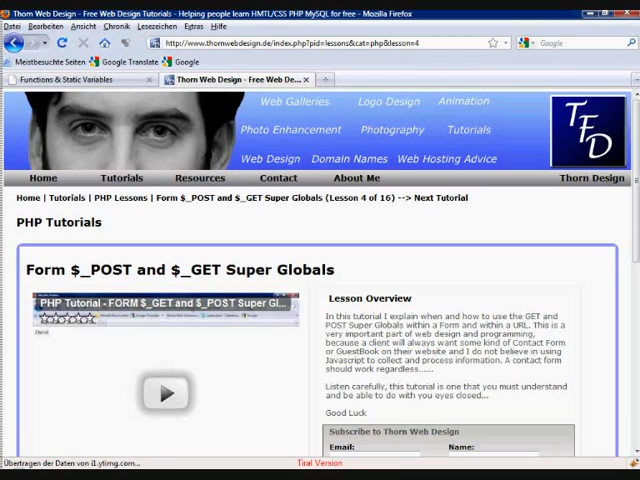 Thorn Web Design - Free Web Design Tutorials - Helping people learn HMTL/CSS PHP MySQL for free - Mozilla Firefox
Datei Bearbeiten Ansicht Chronik Lesezeichen Extras Hilfe
http://www.thornwebdesign.de/index.php?pid=lessons&cat=php&lesson=4
Google
Meistbesuchte Seiten Google Translate Google
Functions & Static Variables
Thorn Web Design - Free Web De...
Web Galleries Logo Design Animation
Photo Enhancement Photography Tutorials
Web Design Domain Names Web Hosting Advice
TFD
Home Tutorials Resources Contact About Me Thorn Design
Home | Tutorials | PHP Lessons | Form $_POST and $_GET Super Globals (Lesson 4 of 16) --> Next Tutorial
PHP Tutorials
Form $_POST and $_GET Super Globals
PHP Tutorial - FORM $_GET and $_POST Super Gl...
Lesson Overview
In this tutorial I explain when and how to use the GET and
POST Super Globals within a Form and within a URL. This is a
very important part of web design and programming,
because a client will always want some kind of Contact Form
or GuestBook on their website and I do not believe in using
Javascript to collect and process information. A contact form
should work regardless......
Listen carefully, this tutorial is one that you must understand
and be able to do with you eyes closed...
Good Luck
Subscribe to Thorn Web Design
Email: Name:
Übertragen der Daten von i1.ytimg.com...
Tiral Version